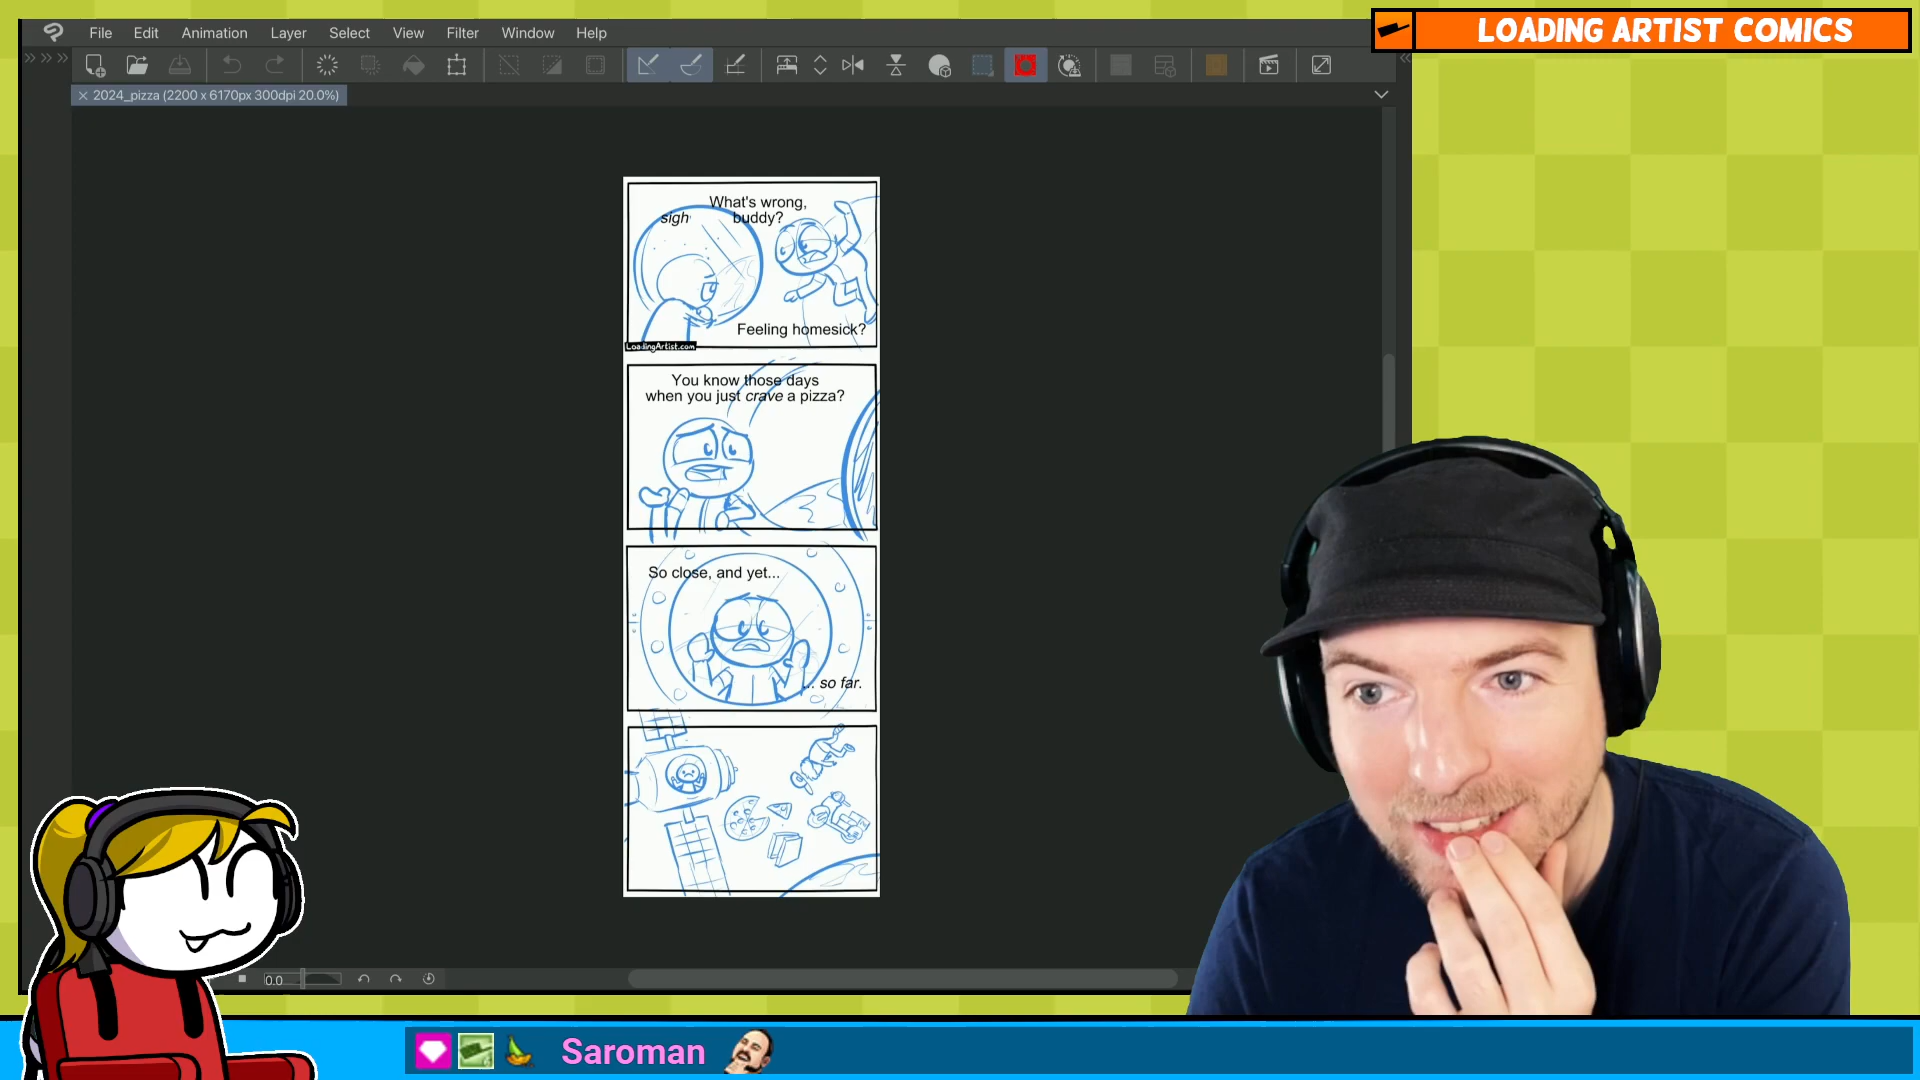 LOADING ARTIST COMICS
File Edit Animation Layer Select View Filter Window Help
2024_pizza (2200 x 6170px 300dpi 20.0%)
sigh
What's wrong,
buddy?
Feeling homesick?
LoadingArtist.com
You know those days
when you just crave a pizza?
So close, and yet...
... so far.
0.0
Saroman